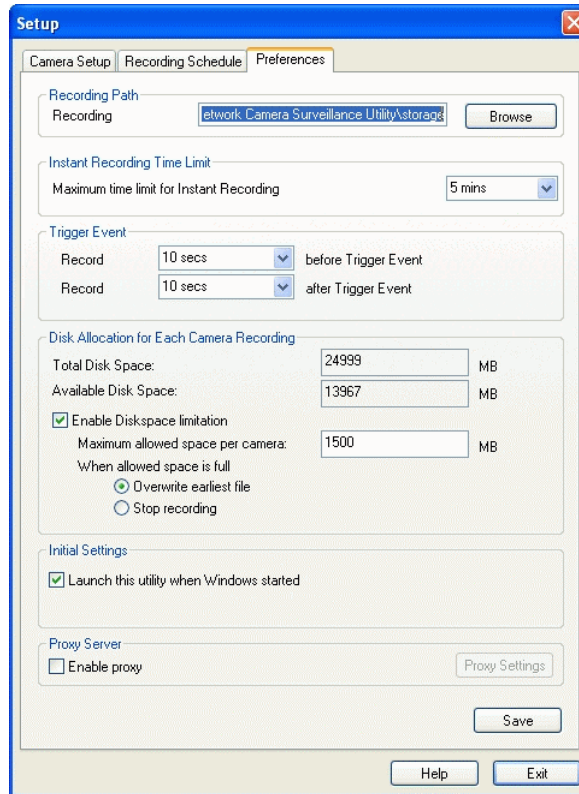 Setup
Camera Setup Recording Schedule Preferences
Recording Path
Recording etwork Camera Surveillance Utility\storage Browse
Instant Recording Time Limit
Maximum time limit for Instant Recording 5 mins
Trigger Event
Record 10 secs before Trigger Event
Record 10 secs after Trigger Event
Disk Allocation for Each Camera Recording
Total Disk Space: 24999 MB
Available Disk Space: 13967 MB
Enable Diskspace limitation
Maximum allowed space per camera: 1500 MB
When allowed space is full
Overwrite earliest file
Stop recording
Initial Settings
Launch this utility when Windows started
Proxy Server
Enable proxy Proxy Settings
Save
Help Exit